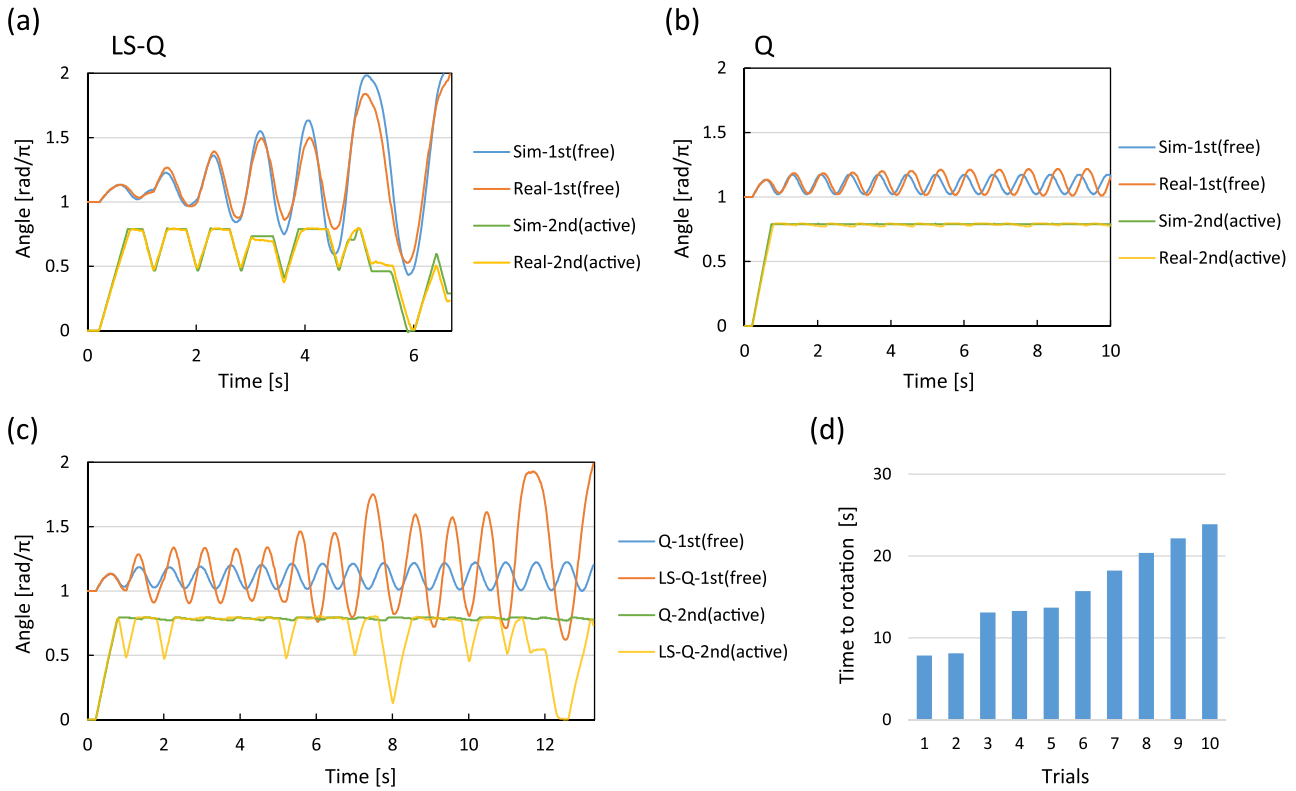 (a)
LS-Q
2
1.5
1
0.5
0
Angle [rad/π]
0 2 4 6
Time [s]
Sim-1st(free)
Real-1st(free)
Sim-2nd(active)
Real-2nd(active)
(b)
Q
2
1.5
1
0.5
0
Angle [rad/π]
0 2 4 6 8 10
Time [s]
Sim-1st(free)
Real-1st(free)
Sim-2nd(active)
Real-2nd(active)
(c)
2
1.5
1
0.5
0
Angle [rad/π]
0 2 4 6 8 10 12
Time [s]
Q-1st(free)
LS-Q-1st(free)
Q-2nd(active)
LS-Q-2nd(active)
(d)
30
20
10
0
Time to rotation [s]
1 2 3 4 5 6 7 8 9 10
Trials